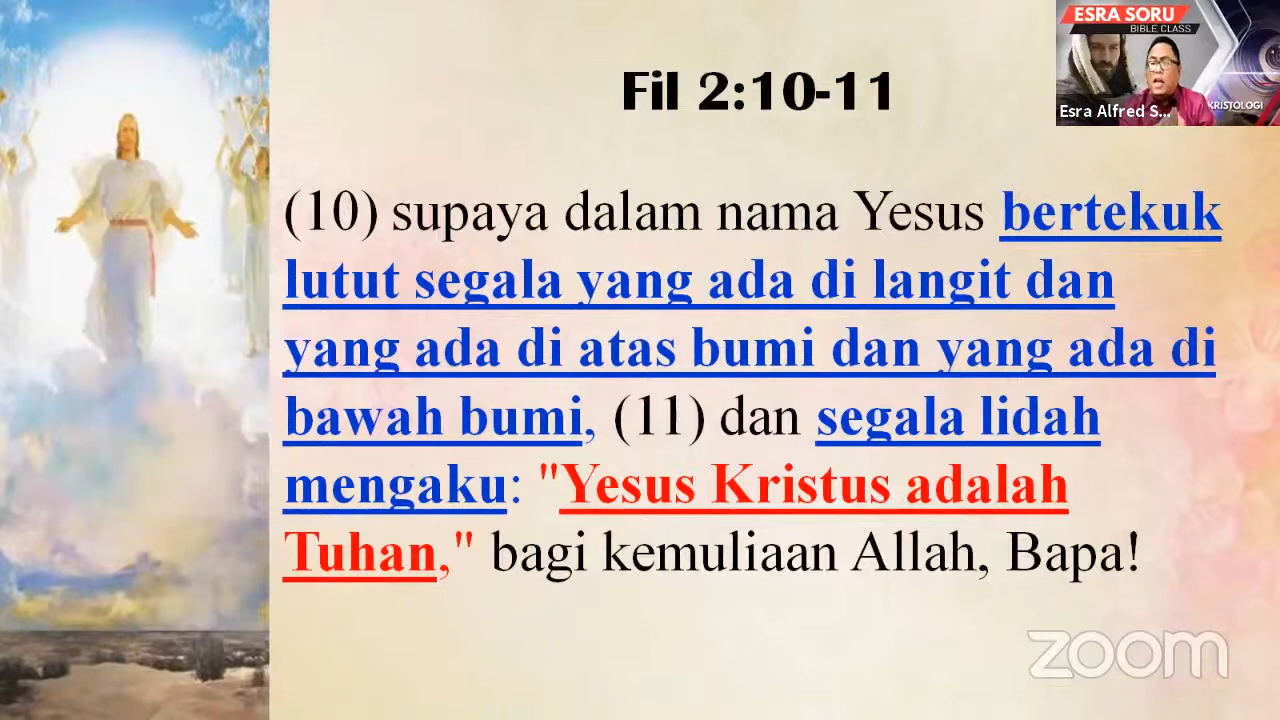 ESRA SORU
BIBLE CLASS
KRISTOLOGI
Esra Alfred S...
Fil 2:10-11
(10) supaya dalam nama Yesus bertekuk
lutut segala yang ada di langit dan
yang ada di atas bumi dan yang ada di
bawah bumi, (11) dan segala lidah
mengaku: "Yesus Kristus adalah
Tuhan," bagi kemuliaan Allah, Bapa!
zoom